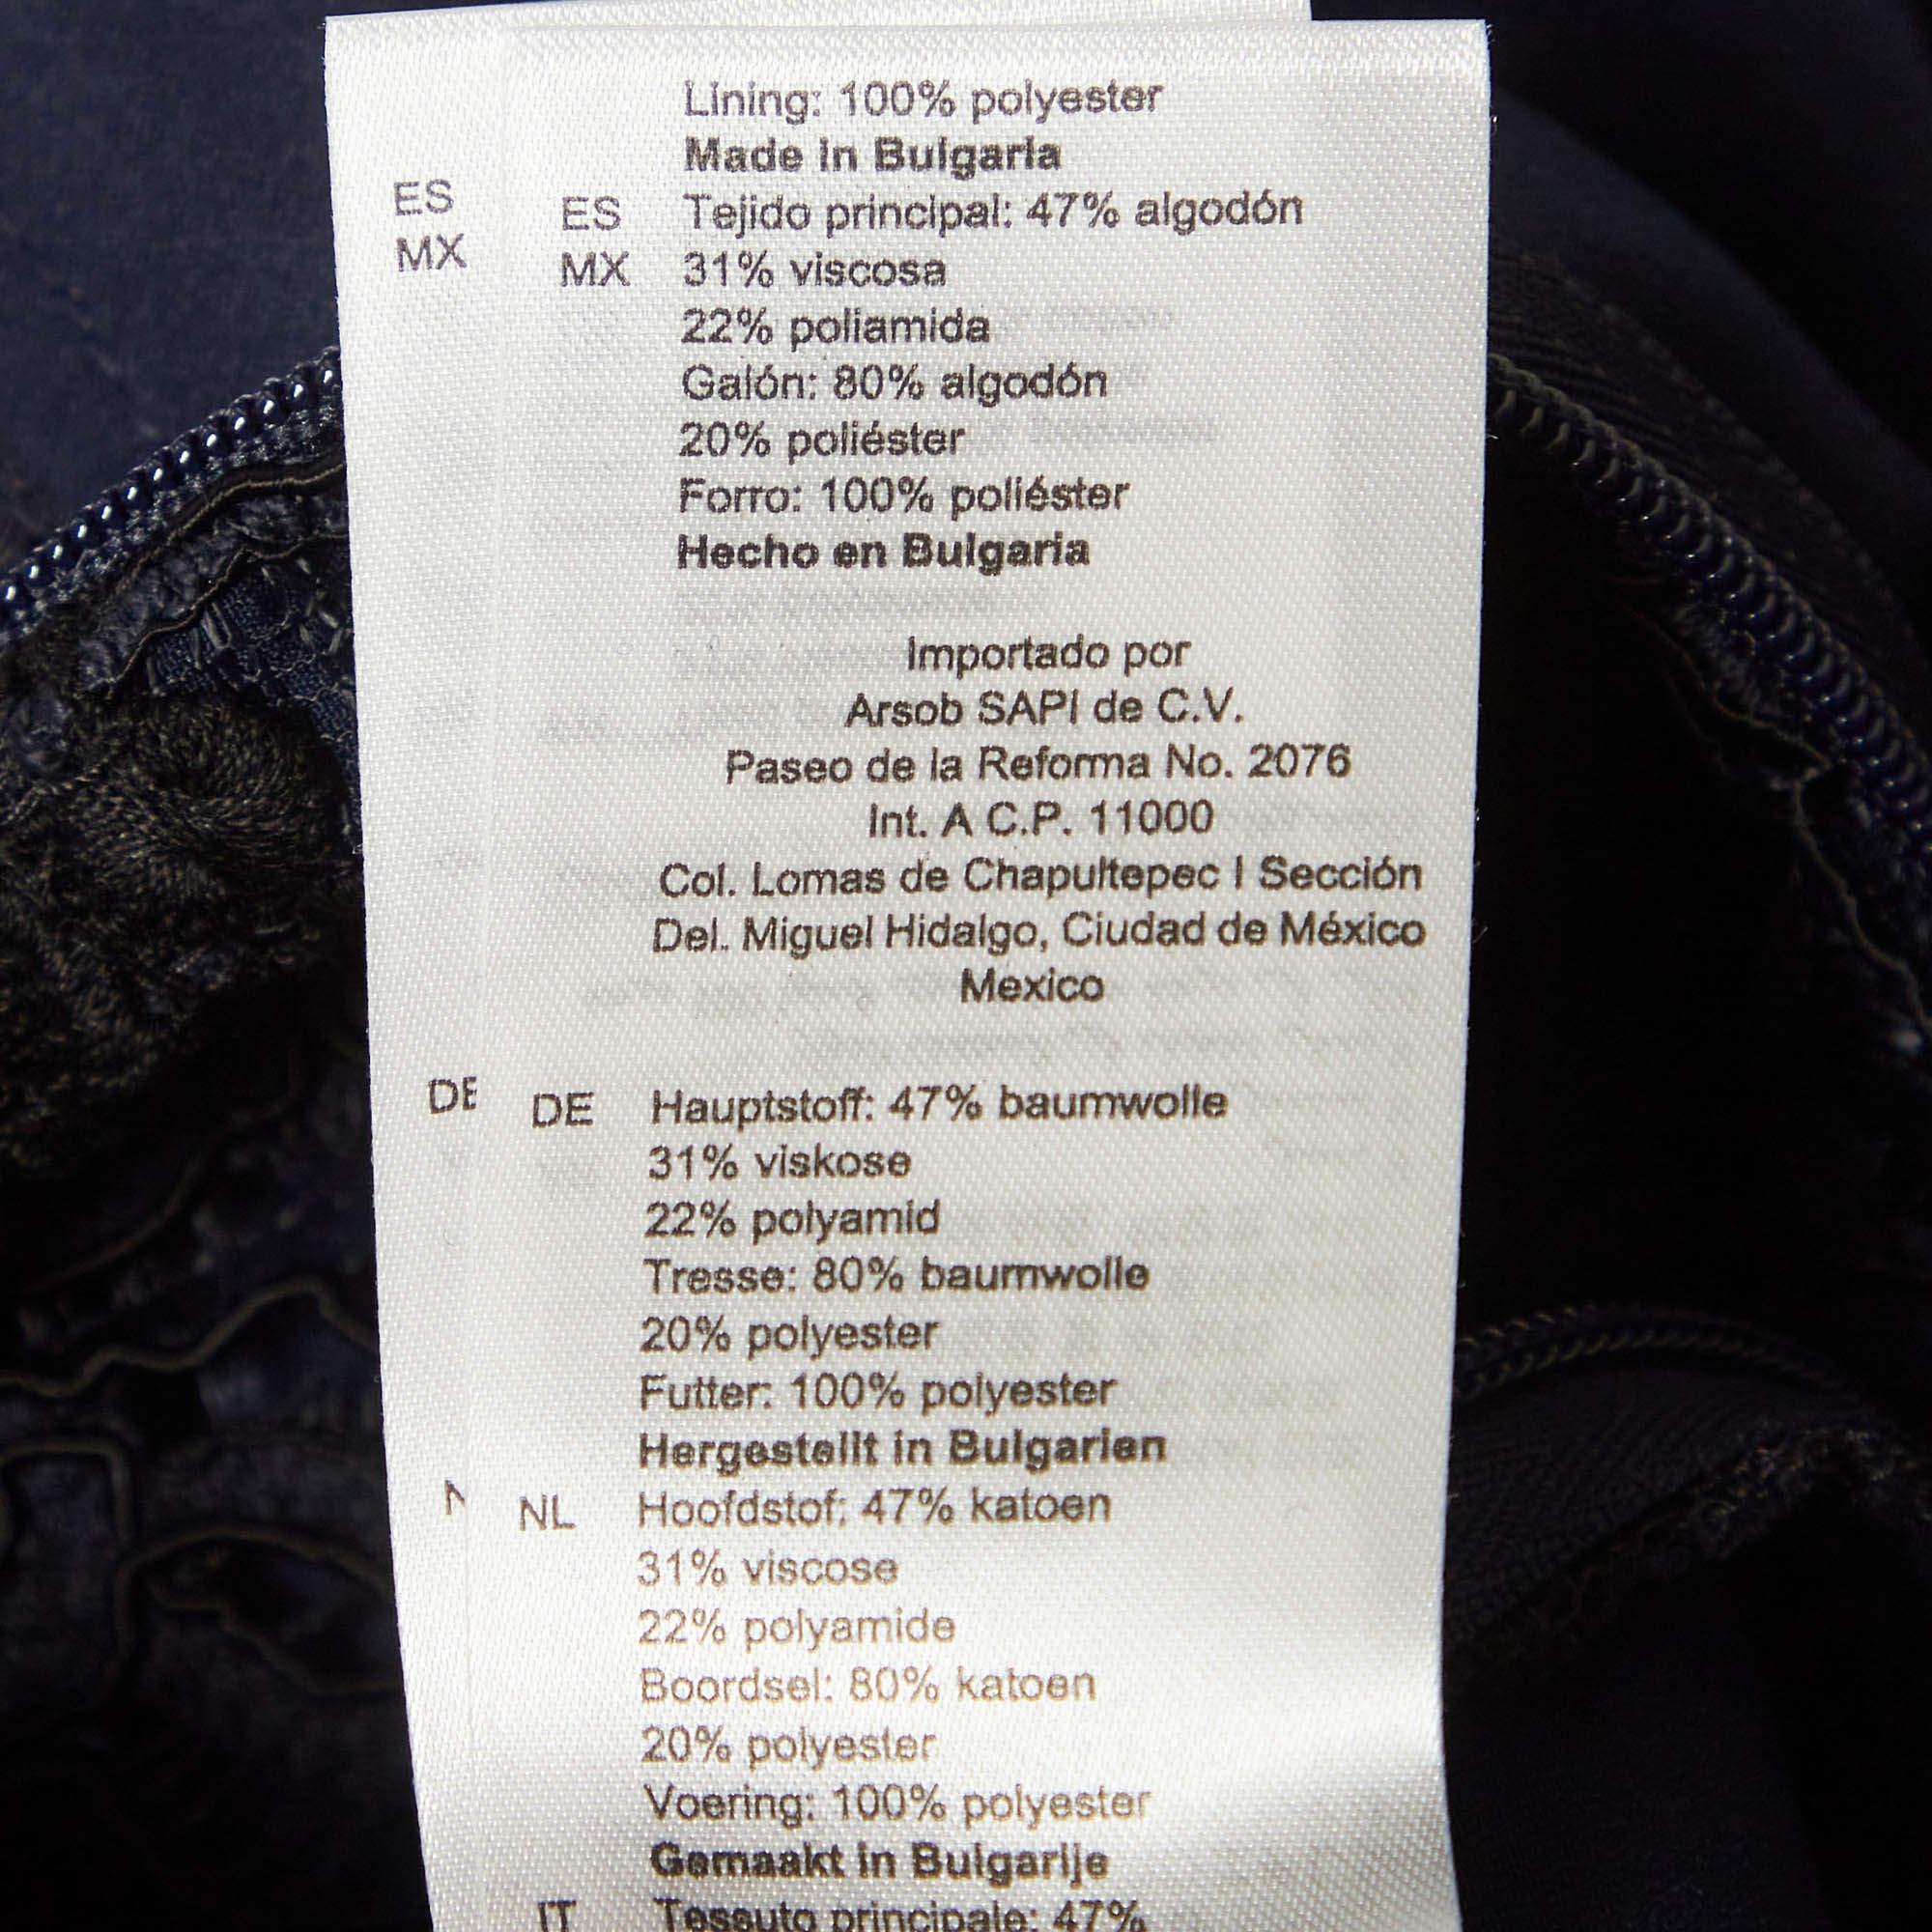 Lining: 100% polyester
Made in Bulgaria
ES ES Tejido principal: 47% algodón
MX MX 31% viscosa
22% poliamida
Galón: 80% algodón
20% poliéster
Forro: 100% poliéster
Hecho en Bulgaria
Importado por
Arsob SAPI de C.V.
Paseo de la Reforma No. 2076
Int. A C.P. 11000
Col. Lomas de Chapultepec I Sección
Del. Miguel Hidalgo, Ciudad de México
Mexico
DE DE Hauptstoff: 47% baumwolle
31% viskose
22% polyamid
Tresse: 80% baumwolle
20% polyester
Futter: 100% polyester
Hergestellt in Bulgarien
NL Hoofdstof: 47% katoen
31% viscose
22% polyamide
Boordsel: 80% katoen
20% polyester
Voering: 100% polyester
Gemaakt in Bulgarije
IT Tessuto principale: 47%